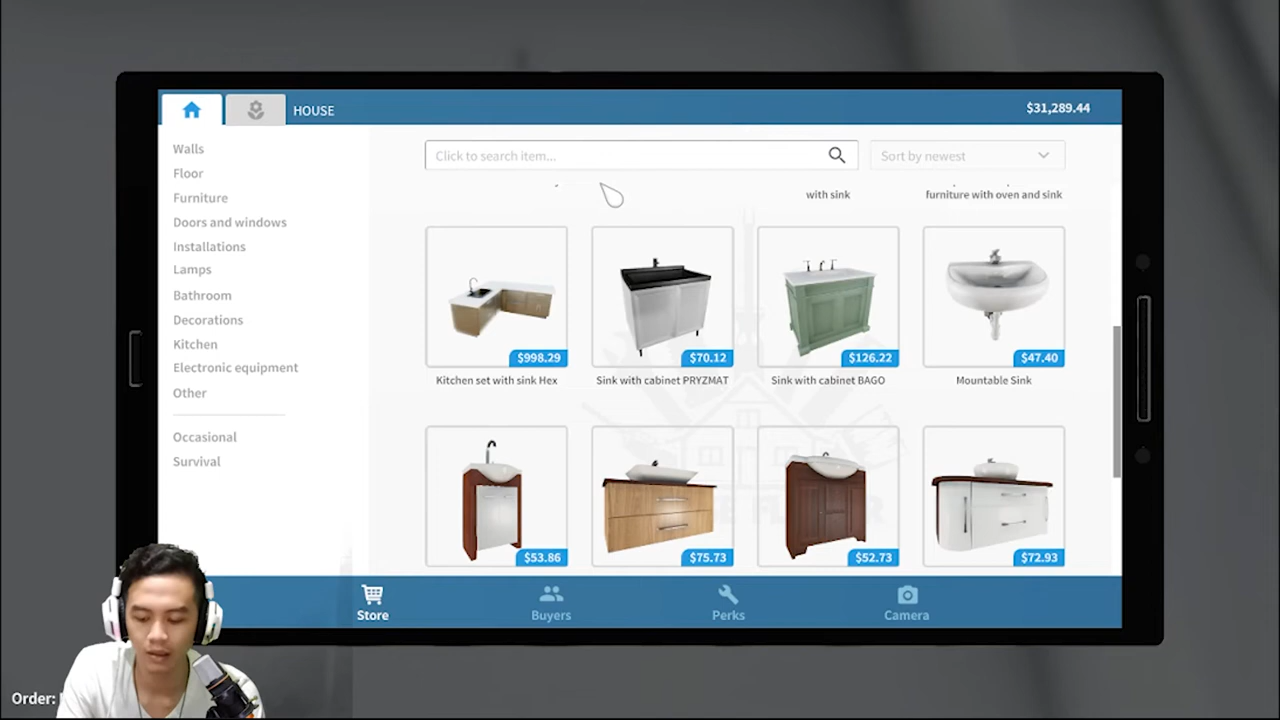 HOUSE
$31,289.44
Walls
Floor
Furniture
Doors and windows
Installations
Lamps
Bathroom
Decorations
Kitchen
Electronic equipment
Other
Occasional
Survival
Click to search item...
Sort by newest
with sink
furniture with oven and sink
$998.29
$70.12
$126.22
$47.40
Kitchen set with sink Hex
Sink with cabinet PRYZMAT
Sink with cabinet BAGO
Mountable Sink
$53.86
$75.73
$52.73
$72.93
Store
Buyers
Perks
Camera
Order: